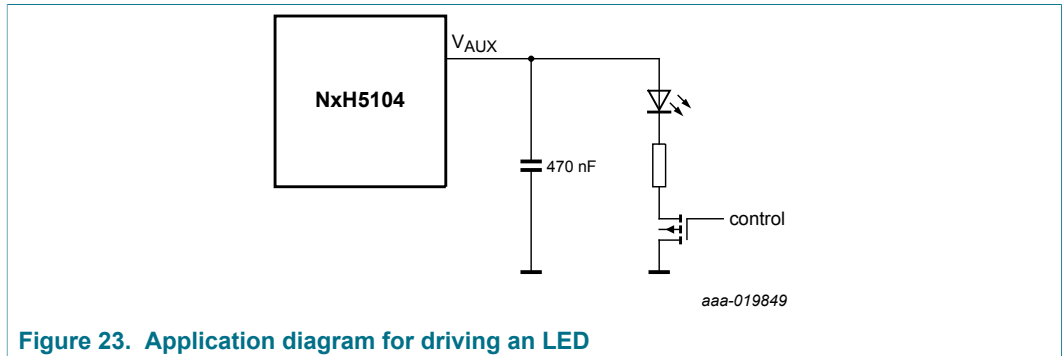 VAUX
NxH5104
470 nF
control
aaa-019849
Figure 23. Application diagram for driving an LED